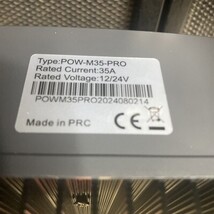 Type:POW-M35-PRO
Rated Current:35A
Rated Voltage:12/24V
POWM35PRO2024080214
Made in PRC
CE